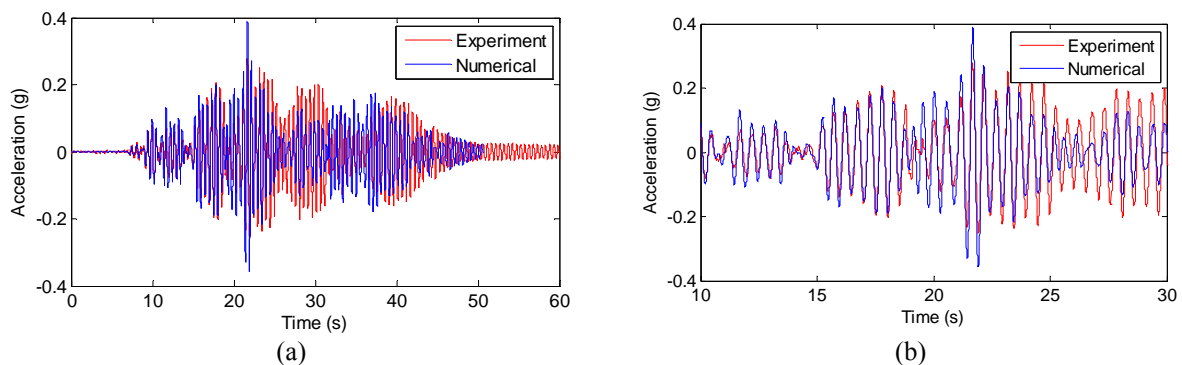 0.4
0.2
0
-0.2
-0.4
Acceleration (g)
Experiment
Numerical
0 10 20 30 40 50 60
Time (s)
(a)
0.4
0.2
0
-0.2
-0.4
Acceleration (g)
Experiment
Numerical
10 15 20 25 30
Time (s)
(b)